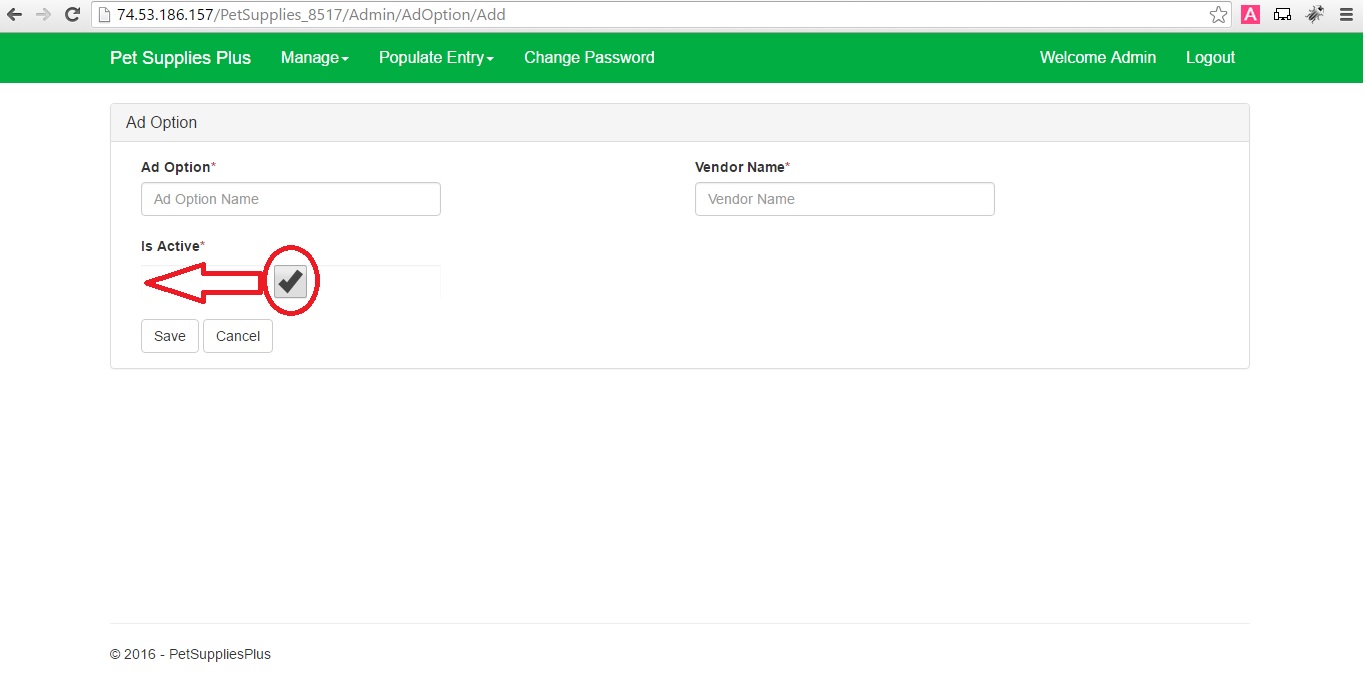 74.53.186.157/PetSupplies_8517/Admin/AdOption/Add
A
Pet Supplies Plus Manage Populate Entry Change Password Welcome Admin Logout
Ad Option
Ad Option* Vendor Name*
Ad Option Name Vendor Name
Is Active*
Save Cancel
© 2016 - PetSuppliesPlus